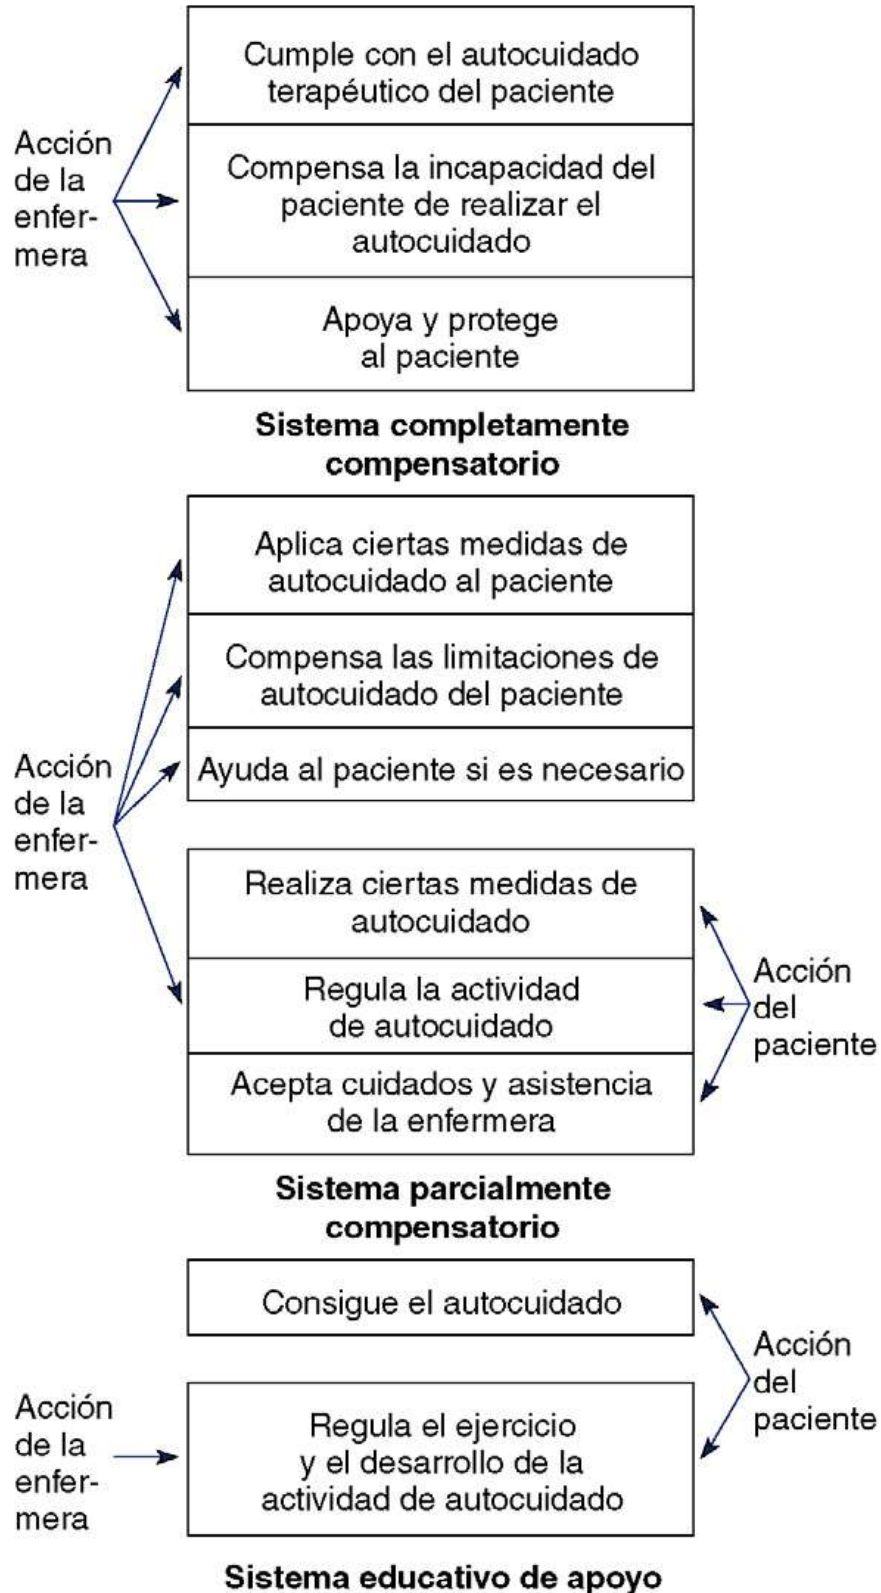 Acción
de la
enfer-
mera
Cumple con el autocuidado
terapéutico del paciente
Compensa la incapacidad del
paciente de realizar el
autocuidado
Apoya y protege
al paciente
Sistema completamente
compensatorio
Acción
de la
enfer-
mera
Aplica ciertas medidas de
autocuidado al paciente
Compensa las limitaciones de
autocuidado del paciente
Ayuda al paciente si es necesario
Realiza ciertas medidas de
autocuidado
Regula la actividad
de autocuidado
Acepta cuidados y asistencia
de la enfermera
Acción
del
paciente
Sistema parcialmente
compensatorio
Consigue el autocuidado
Acción
del
paciente
Acción
de la
enfer-
mera
Regula el ejercicio
y el desarrollo de la
actividad de autocuidado
Sistema educativo de apoyo